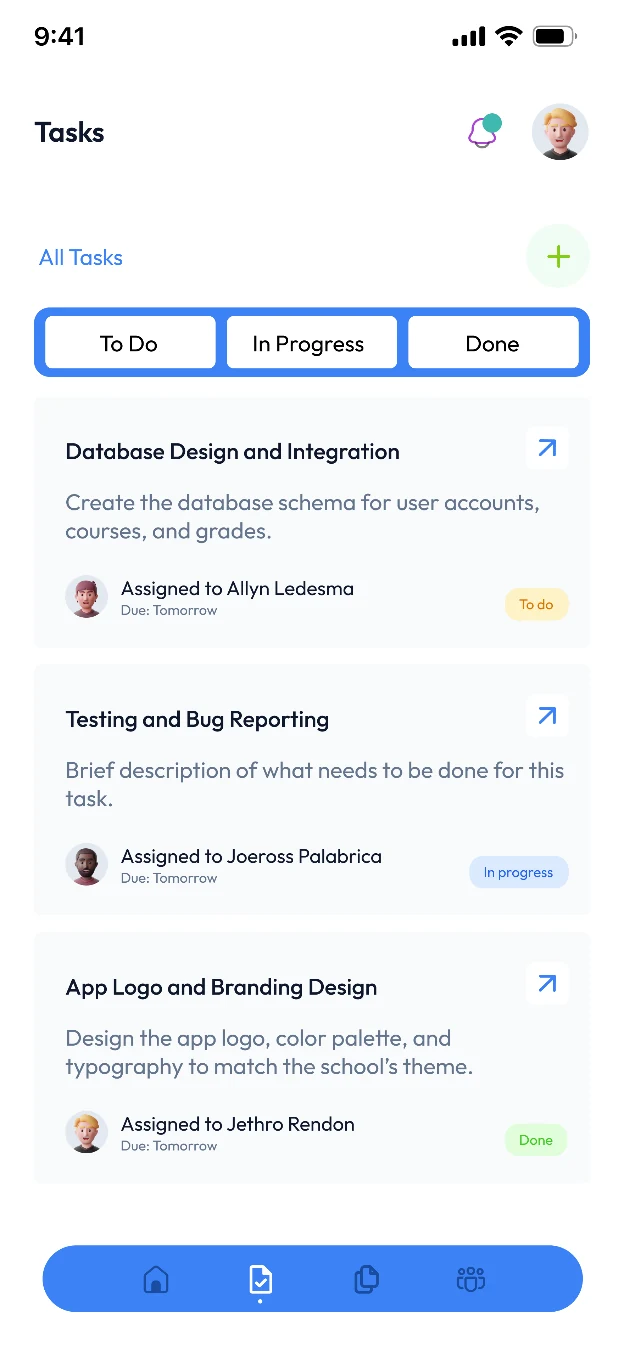 9:41
Tasks
All Tasks
To Do
In Progress
Done
Database Design and Integration
Create the database schema for user accounts,
courses, and grades.
Assigned to Allyn Ledesma
Due: Tomorrow
To do
Testing and Bug Reporting
Brief description of what needs to be done for this
task.
Assigned to Joeross Palabrica
Due: Tomorrow
In progress
App Logo and Branding Design
Design the app logo, color palette, and
typography to match the school’s theme.
Assigned to Jethro Rendon
Due: Tomorrow
Done